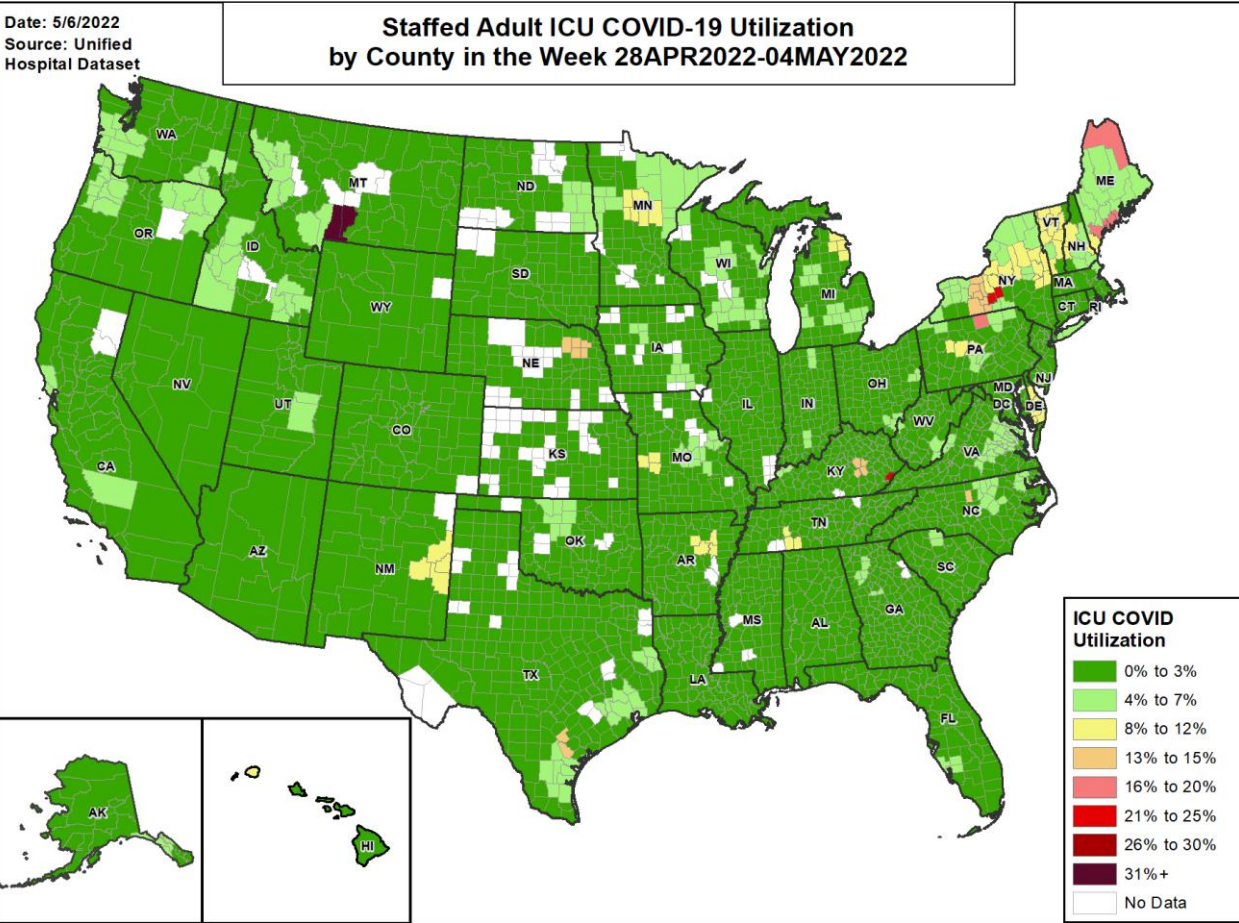 Date: 5/6/2022
Source: Unified
Hospital Dataset
Staffed Adult ICU COVID-19 Utilization
by County in the Week 28APR2022-04MAY2022
WA
MT
ND
MN
ME
VT
NH
OR
ID
WI
NY
MA
SD
MI
CT
RI
WY
IA
PA
NE
NJ
NV
OH
MD
UT
IL
IN
DC
DE
CO
WV
CA
KS
MO
VA
KY
NC
TN
OK
AZ
NM
AR
SC
MS
AL
GA
TX
LA
FL
AK
HI
ICU COVID
Utilization
0% to 3%
4% to 7%
8% to 12%
13% to 15%
16% to 20%
21% to 25%
26% to 30%
31%+
No Data